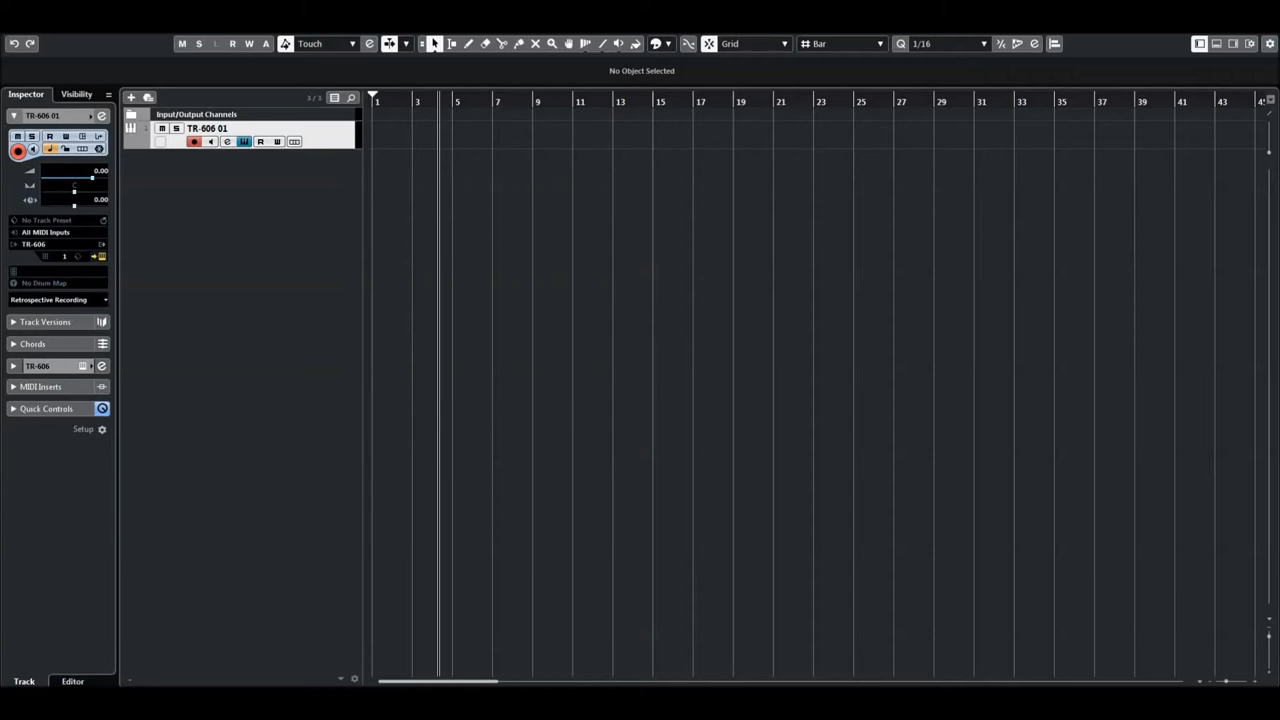 M S L R W A Touch Grid Bar Q 1/16
No Object Selected
Inspector Visibility
3 / 3
1 3 5 7 9 11 13 15 17 19 21 23 25 27 29 31 33 35 37 39 41 43
TR-606 01
Input/Output Channels
1 M S TR-606 01
M S R W
R W
0.00
C
0.00
No Track Preset
All MIDI Inputs
TR-606
1
No Drum Map
Retrospective Recording
Track Versions
Chords
TR-606
MIDI Inserts
Quick Controls
Setup
Track Editor